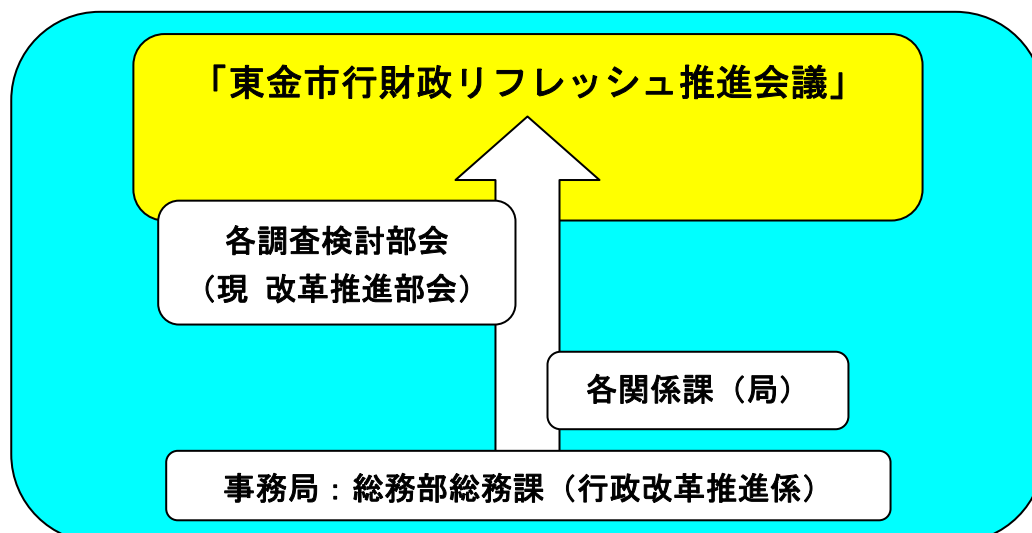 「東金市行財政リフレッシュ推進会議」
各調査検討部会
（現 改革推進部会）
各関係課（局）
事務局：総務部総務課（行政改革推進係）